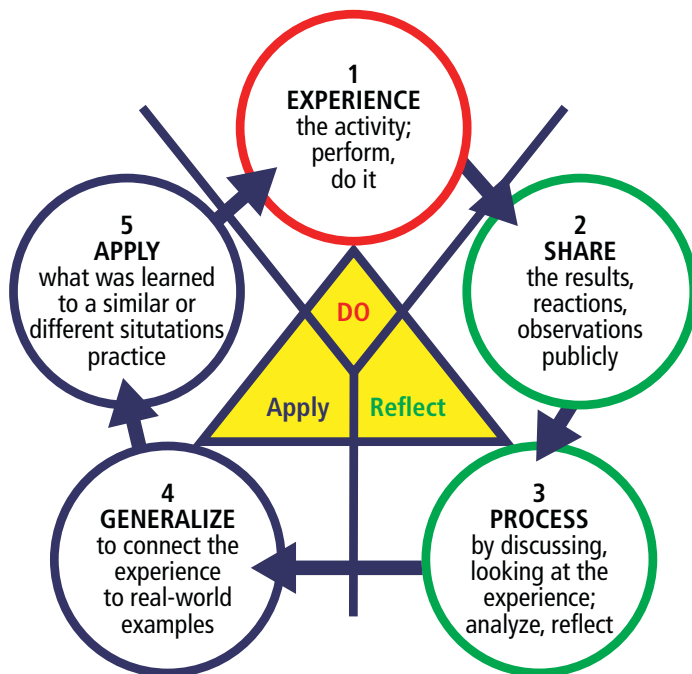 1
EXPERIENCE
the activity;
perform,
do it
2
SHARE
the results,
reactions,
observations
publicly
3
PROCESS
by discussing,
looking at the
experience;
analyze, reflect
4
GENERALIZE
to connect the
experience
to real-world
examples
5
APPLY
what was learned
to a similar or
different situtations
practice
DO
Apply
Reflect